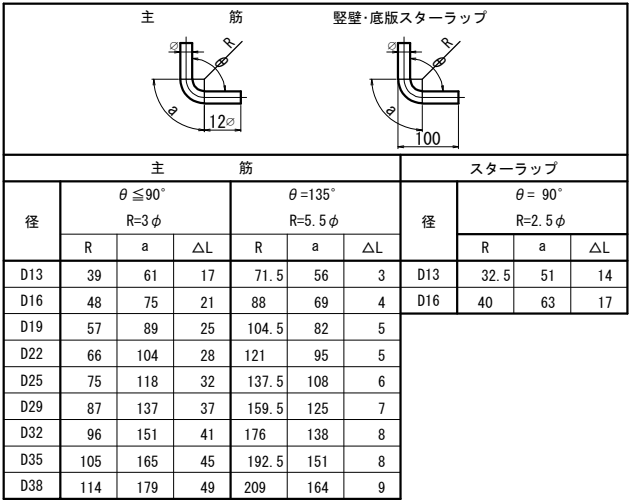 主 筋
竪壁・底版スターラップ
∅ R θ a 12∅
∅ R θ a 100
主 筋 スターラップ
径 θ≦90° θ=135° 径 θ= 90°
R=3φ R=5.5φ R=2.5φ
R a △L R a △L R a △L
D13 39 61 17 71.5 56 3 D13 32.5 51 14
D16 48 75 21 88 69 4 D16 40 63 17
D19 57 89 25 104.5 82 5
D22 66 104 28 121 95 5
D25 75 118 32 137.5 108 6
D29 87 137 37 159.5 125 7
D32 96 151 41 176 138 8
D35 105 165 45 192.5 151 8
D38 114 179 49 209 164 9